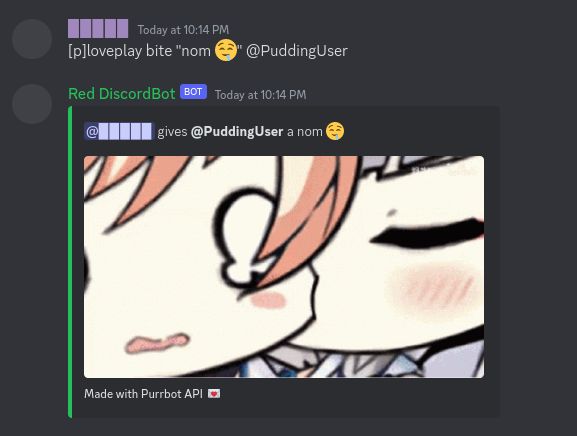 Today at 10:14 PM
[p]loveplay bite "nom 🤤" @PuddingUser
Red DiscordBot BOT Today at 10:14 PM
@█████ gives @PuddingUser a nom 🤤
Made with Purrbot API 💌